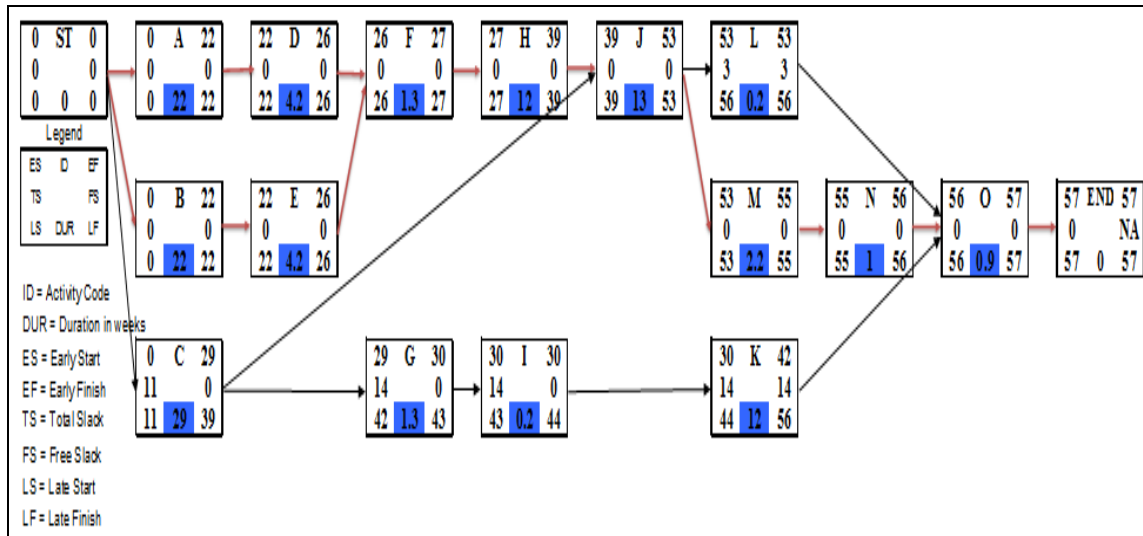 0 ST 0
0 0
0 0 0
0 A 22
0 0
0 22 22
22 D 26
0 0
22 4.2 26
26 F 27
0 0
26 1.3 27
27 H 39
0 0
27 12 39
39 J 53
0 0
39 13 53
53 L 53
3 3
56 0.2 56
Legend
ES ID EF
TS FS
LS DUR LF
0 B 22
0 0
0 22 22
22 E 26
0 0
22 4.2 26
53 M 55
0 0
53 2.2 55
55 N 56
0 0
55 1 56
56 O 57
0 0
56 0.9 57
57 END 57
0 NA
57 0 57
ID = Activity Code
DUR = Duration in weeks
ES = Early Start
EF = Early Finish
TS = Total Slack
FS = Free Slack
LS = Late Start
LF = Late Finish
0 C 29
11 0
11 29 39
29 G 30
14 0
42 1.3 43
30 I 30
14 0
43 0.2 44
30 K 42
14 14
44 12 56